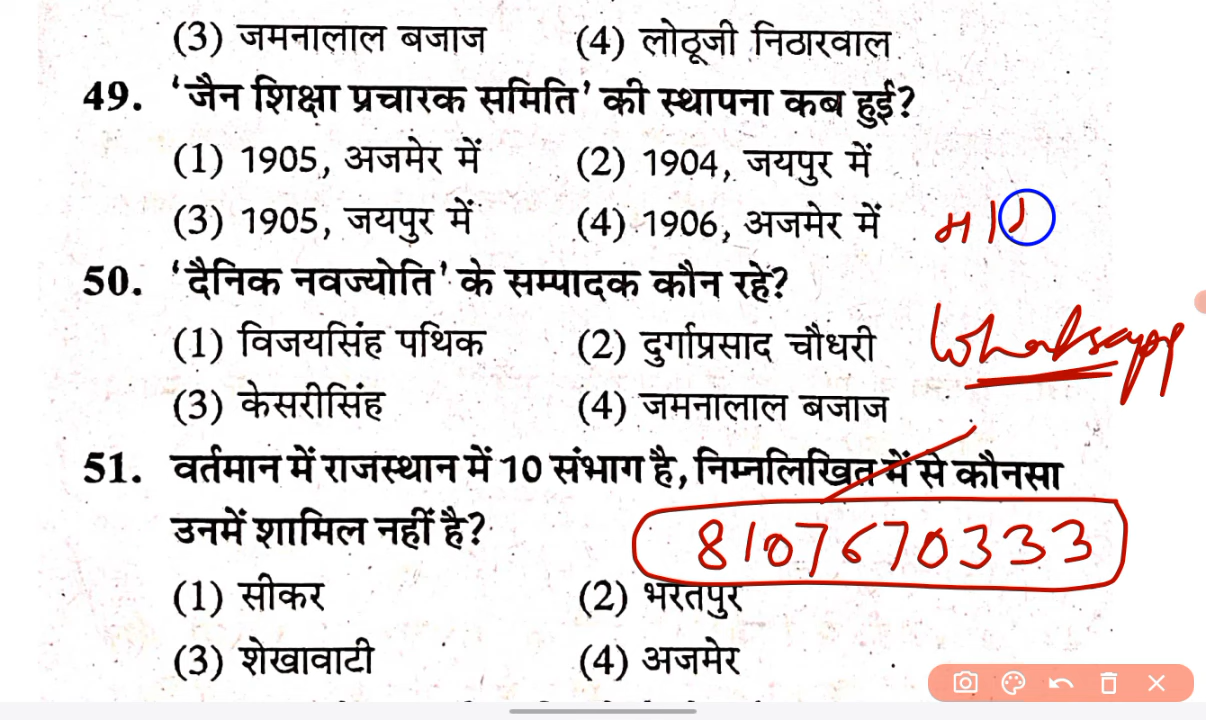 (3) जमनालाल बजाज (4) लोठूजी निठारवाल
49. 'जैन शिक्षा प्रचारक समिति' की स्थापना कब हुई?
(1) 1905, अजमेर में (2) 1904, जयपुर में
(3) 1905, जयपुर में (4) 1906, अजमेर में
50. 'दैनिक नवज्योति' के सम्पादक कौन रहे?
(1) विजयसिंह पथिक (2) दुर्गाप्रसाद चौधरी
Whatsapp
(3) केसरीसिंह (4) जमनालाल बजाज
51. वर्तमान में राजस्थान में 10 संभाग है, निम्नलिखित में से कौनसा
उनमें शामिल नहीं है?
8107670333
(1) सीकर (2) भरतपुर
(3) शेखावाटी (4) अजमेर